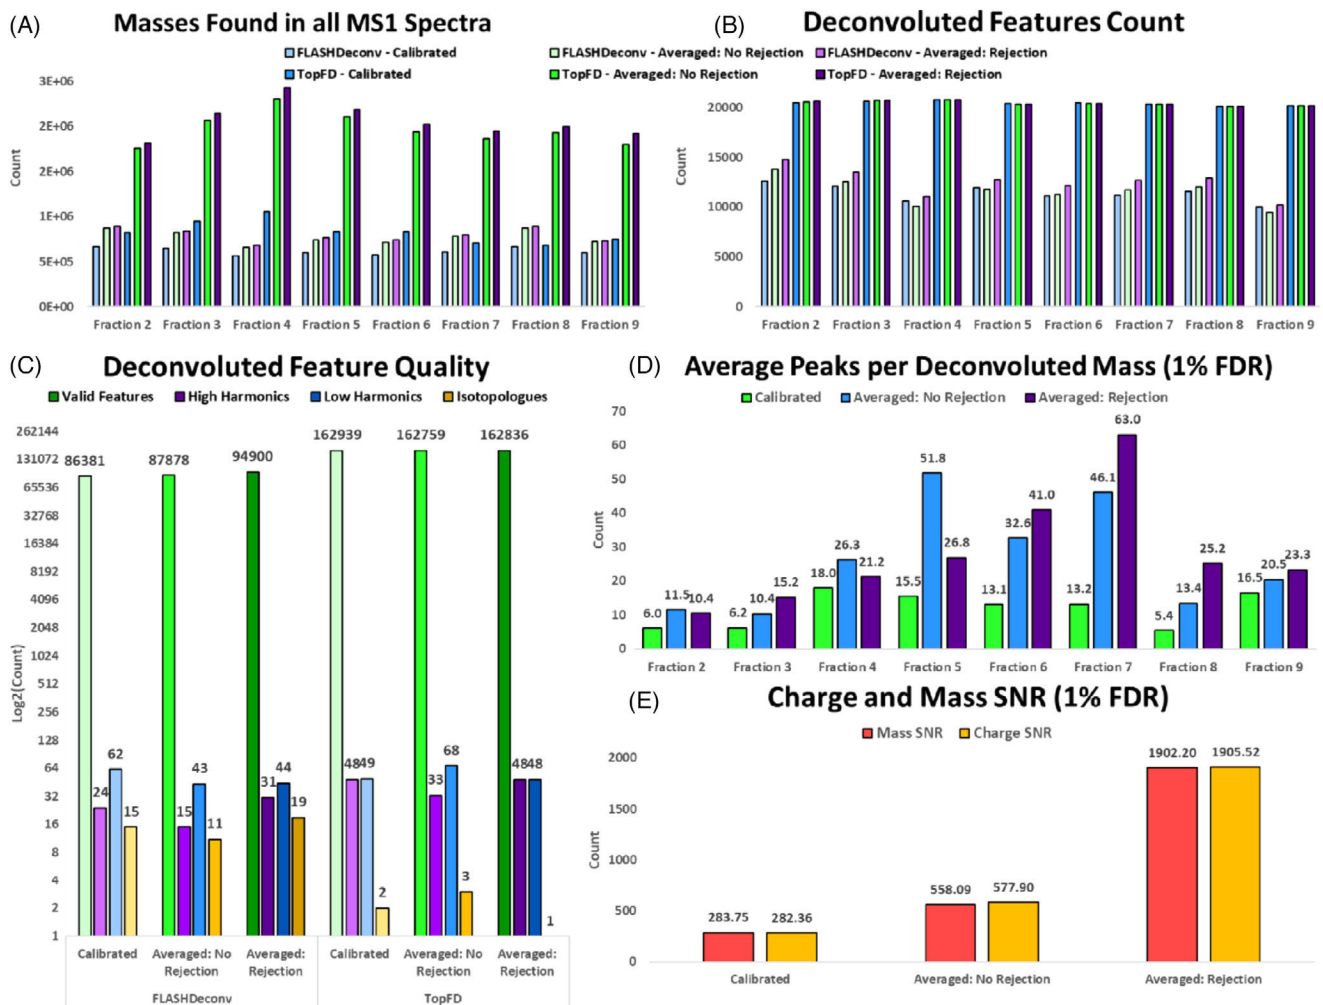 (A) Masses Found in all MS1 Spectra
FLASHDeconv - Calibrated
FLASHDeconv - Averaged: No Rejection
FLASHDeconv - Averaged: Rejection
TopFD - Calibrated
TopFD - Averaged: No Rejection
TopFD - Averaged: Rejection
3E+06
2E+06
2E+06
1E+06
5E+05
0E+00
Count
Fraction 2 Fraction 3 Fraction 4 Fraction 5 Fraction 6 Fraction 7 Fraction 8 Fraction 9
(B) Deconvoluted Features Count
20000
15000
10000
5000
0
Count
Fraction 2 Fraction 3 Fraction 4 Fraction 5 Fraction 6 Fraction 7 Fraction 8 Fraction 9
(C) Deconvoluted Feature Quality
Valid Features High Harmonics Low Harmonics Isotopologues
262144
131072
65536
32768
16384
8192
4096
2048
1024
512
256
128
64
32
16
8
4
2
1
Log2(Count)
86381 24 62 15
87878 15 43 11
94900 31 44 19
162939 48 49 2
162759 33 68 3
162836 48 48 1
Calibrated Averaged: No Rejection Averaged: Rejection
Calibrated Averaged: No Rejection Averaged: Rejection
FLASHDeconv TopFD
(D) Average Peaks per Deconvoluted Mass (1% FDR)
Calibrated Averaged: No Rejection Averaged: Rejection
70
60
50
40
30
20
10
0
Count
6.0 11.5 10.4
6.2 10.4 15.2
18.0 26.3 21.2
15.5 51.8 26.8
13.1 32.6 41.0
13.2 46.1 63.0
5.4 13.4 25.2
16.5 20.5 23.3
Fraction 2 Fraction 3 Fraction 4 Fraction 5 Fraction 6 Fraction 7 Fraction 8 Fraction 9
(E) Charge and Mass SNR (1% FDR)
Mass SNR Charge SNR
2000
1500
1000
500
0
Count
283.75 282.36
558.09 577.90
1902.20 1905.52
Calibrated Averaged: No Rejection Averaged: Rejection